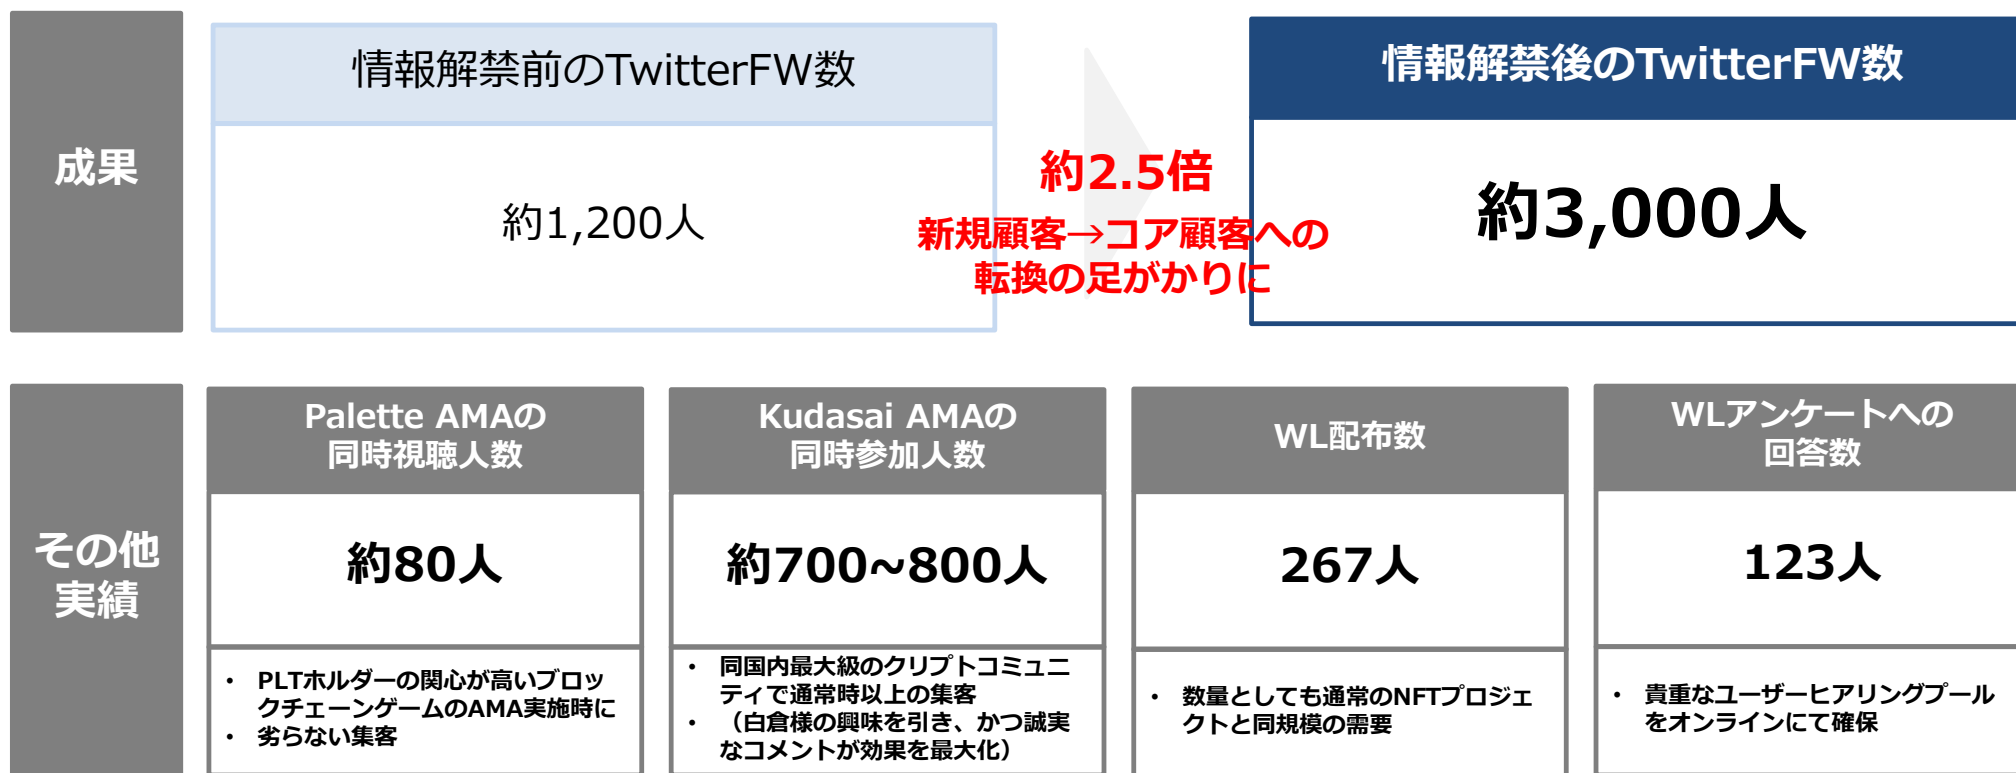 成果
情報解禁前のTwitterFW数
約1,200人
約2.5倍
新規顧客→コア顧客への
転換の足がかりに
情報解禁後のTwitterFW数
約3,000人
その他
実績
Palette AMAの
同時視聴人数
約80人
・ PLTホルダーの関心が高いブロッ
クチェーンゲームのAMA実施時に
・ 劣らない集客
Kudasai AMAの
同時参加人数
約700~800人
・ 同国内最大級のクリプトコミュニ
ティで通常時以上の集客
・ （白倉様の興味を引き、かつ誠実
なコメントが効果を最大化）
WL配布数
267人
・ 数量としても通常のNFTプロジェ
クトと同規模の需要
WLアンケートへの
回答数
123人
・ 貴重なユーザーヒアリングプール
をオンラインにて確保